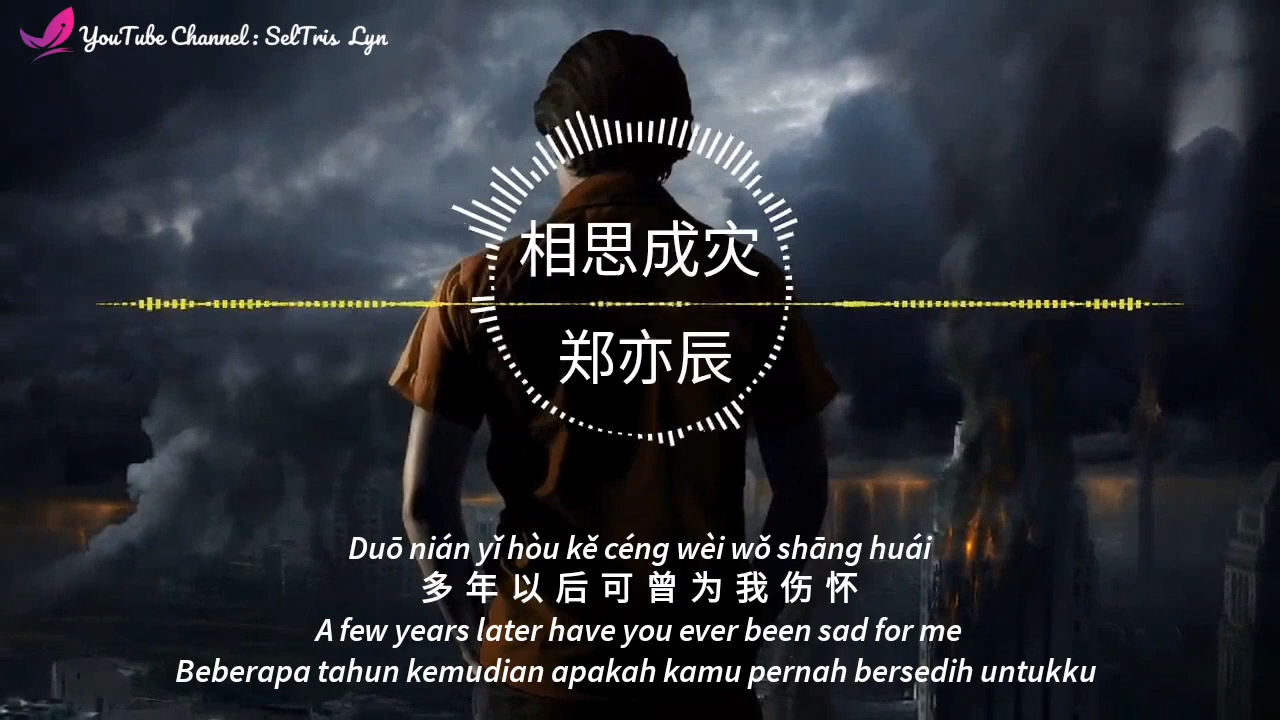 YouTube Channel : SelTris Lyn
相思成灾
郑亦辰
Duō nián yǐ hòu kě céng wèi wǒ shāng huái
多 年 以 后 可 曾 为 我 伤 怀
A few years later have you ever been sad for me
Beberapa tahun kemudian apakah kamu pernah bersedih untukku